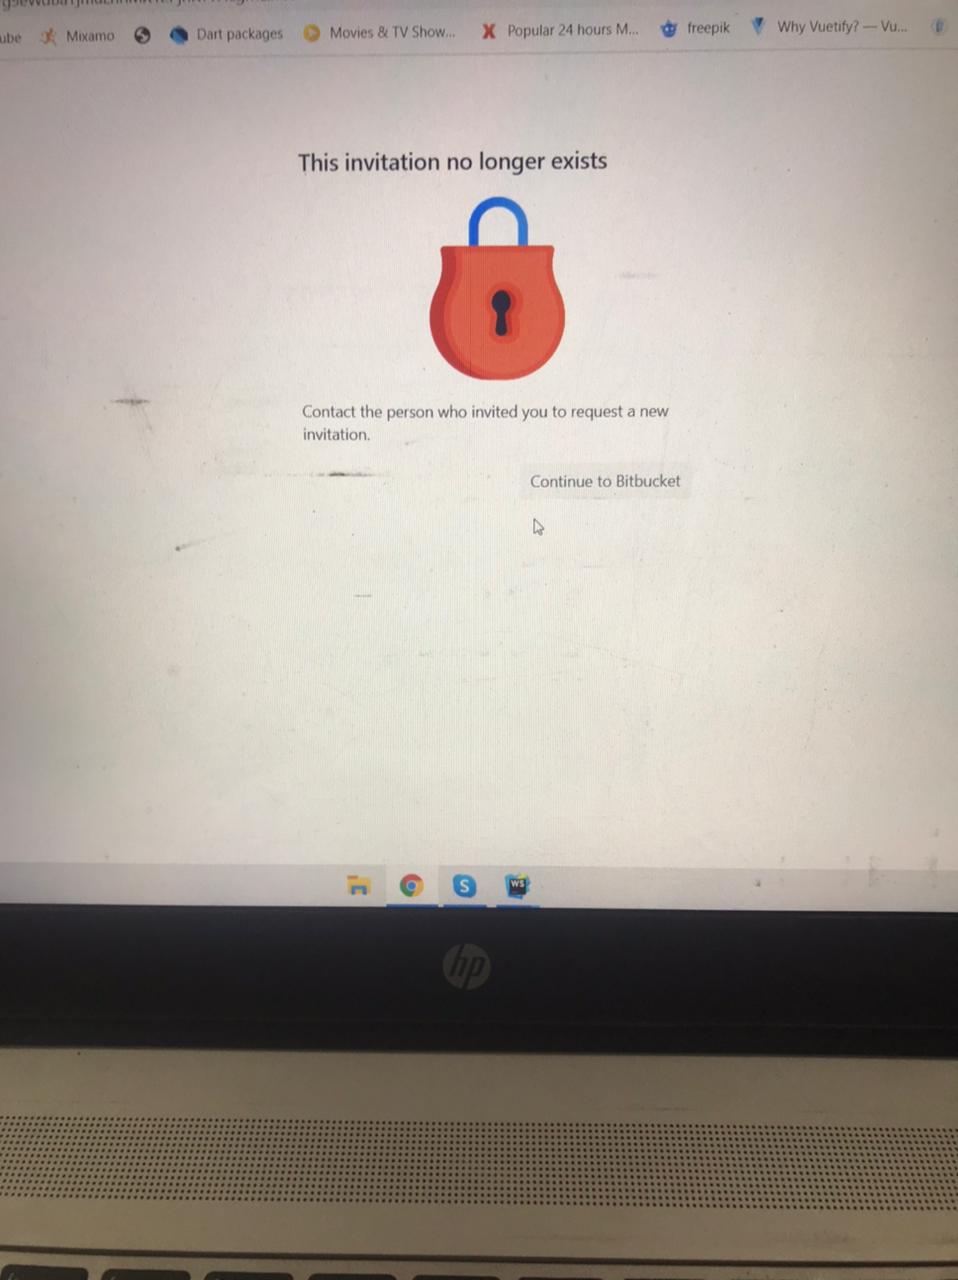 ube Mixamo Dart packages Movies & TV Show... X Popular 24 hours M... freepik Why Vuetify? — Vu...
This invitation no longer exists
Contact the person who invited you to request a new
invitation.
Continue to Bitbucket
S WS
hp